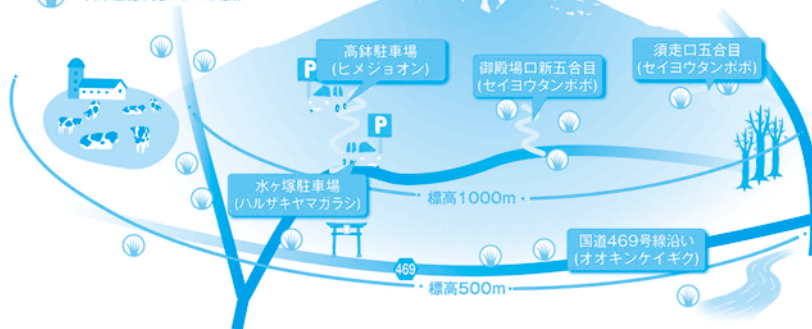 高鉢駐車場
(ヒメジョオン)
御殿場口新五合目
(セイヨウタンポポ)
須走口五合目
(セイヨウタンポポ)
P
P
水ヶ塚駐車場
(ハルザキヤマガラシ)
標高1000m
国道469号線沿い
(オオキンケイギク)
469
標高500m